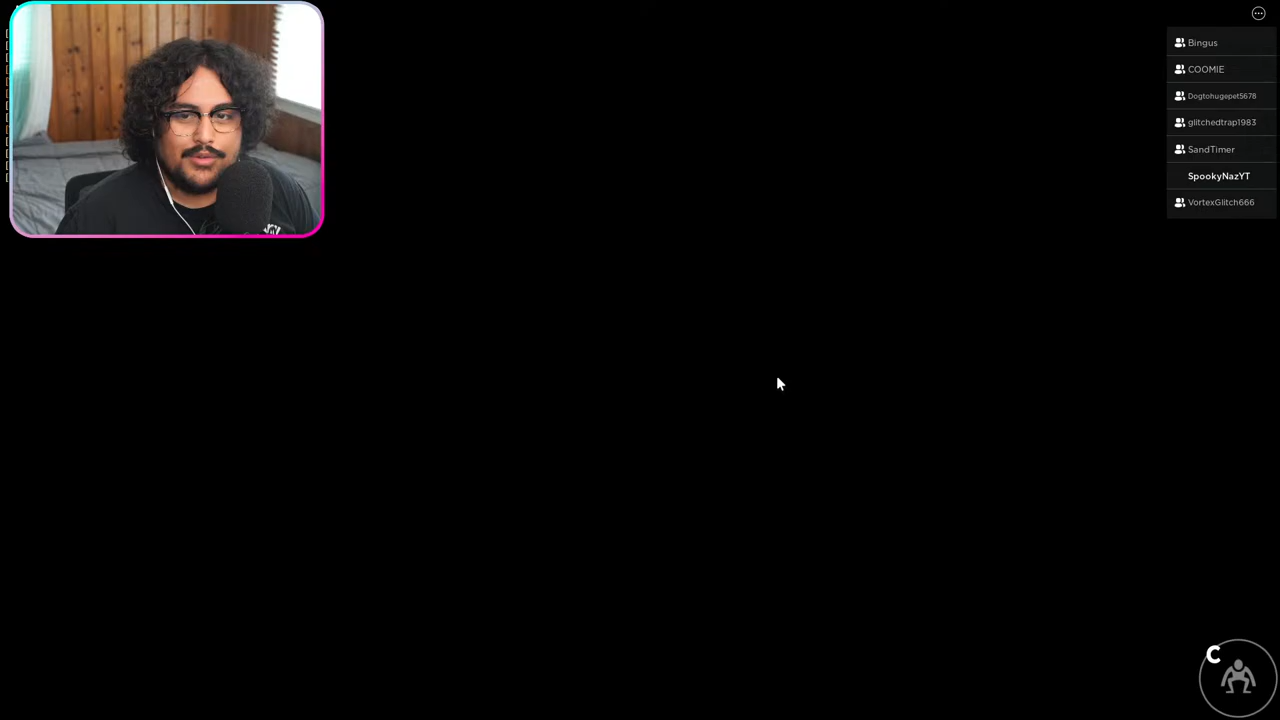 Bingus
COOMIE
Dogtohugepet5678
glitchedtrap1983
SandTimer
SpookyNazYT
VortexGlitch666
C